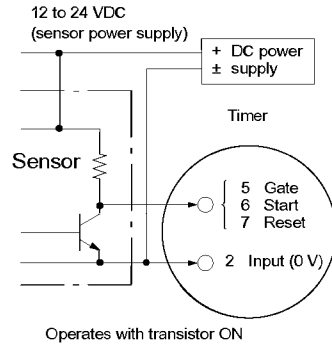 12 to 24 VDC
(sensor power supply)
+ DC power
± supply
Timer
Sensor
5 Gate
6 Start
7 Reset
2 Input (0 V)
Operates with transistor ON